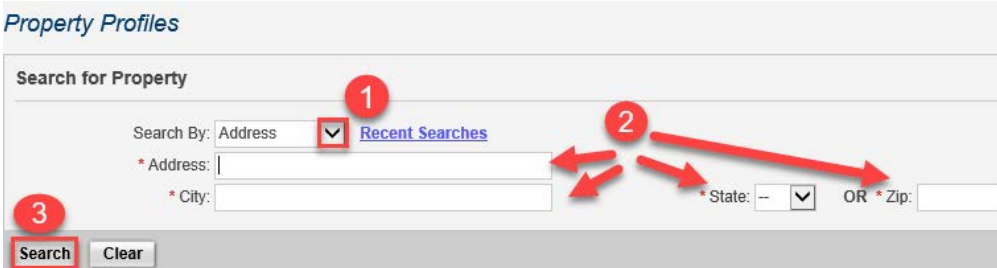 Property Profiles
Search for Property
1
Search By: Address Recent Searches
2
* Address:
* City: * State: -- OR * Zip:
3
Search Clear